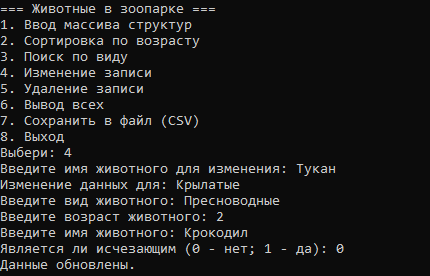 === Животные в зоопарке ===
1. Ввод массива структур
2. Сортировка по возрасту
3. Поиск по виду
4. Изменение записи
5. Удаление записи
6. Вывод всех
7. Сохранить в файл (CSV)
8. Выход
Выбери: 4
Введите имя животного для изменения: Тукан
Изменение данных для: Крылатые
Введите вид животного: Пресноводные
Введите возраст животного: 2
Введите имя животного: Крокодил
Является ли исчезающим (0 - нет; 1 - да): 0
Данные обновлены.